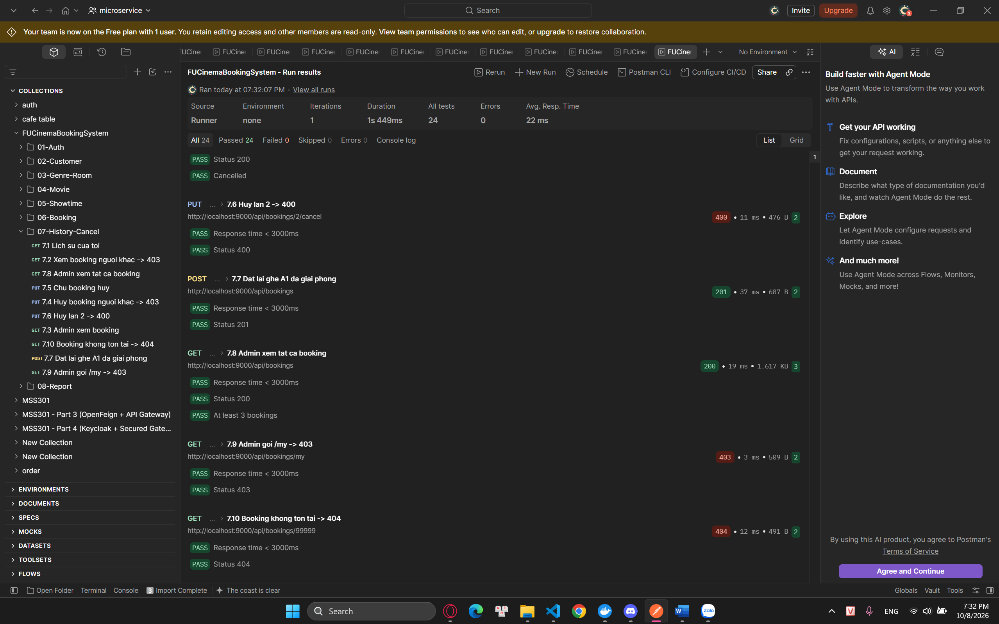 microservice
Search
Invite
Upgrade
Your team is now on the Free plan with 1 user. You retain editing access and other members are read-only. View team permissions to see who can edit, or upgrade to restore collaboration.
FUCiner
FUCiner
FUCiner
FUCiner
FUCiner
FUCiner
FUCiner
FUCiner
FUCiner
FUCiner
FUCiner
FUCiner
No Environment
AI
COLLECTIONS
auth
cafe table
FUCinemaBookingSystem
01-Auth
02-Customer
03-Genre-Room
04-Movie
05-Showtime
06-Booking
07-History-Cancel
GET 7.1 Lich su cua toi
GET 7.2 Xem booking nguoi khac -> 403
GET 7.8 Admin xem tat ca booking
PUT 7.5 Chu booking huy
PUT 7.4 Huy booking nguoi khac -> 403
PUT 7.6 Huy lan 2 -> 400
GET 7.3 Admin xem booking
GET 7.10 Booking khong ton tai -> 404
POST 7.7 Dat lai ghe A1 da giai phong
GET 7.9 Admin goi /my -> 403
08-Report
MSS301
MSS301 - Part 3 (OpenFeign + API Gateway)
MSS301 - Part 4 (Keycloak + Secured Gate...
New Collection
New Collection
order
ENVIRONMENTS
DOCUMENTS
SPECS
MOCKS
DATASETS
TOOLSETS
FLOWS
FUCinemaBookingSystem - Run results
Rerun
New Run
Schedule
Postman CLI
Configure CI/CD
Share
Ran today at 07:32:07 PM · View all runs
Source Environment Iterations Duration All tests Errors Avg. Resp. Time
Runner none 1 1s 449ms 24 0 22 ms
All 24 Passed 24 Failed 0 Skipped 0 Errors 0 Console log
List Grid
1
PASS Status 200
PASS Cancelled
PUT ... > 7.6 Huy lan 2 -> 400
http://localhost:9000/api/bookings/2/cancel
400 • 11 ms • 476 B 2
PASS Response time < 3000ms
PASS Status 400
POST ... > 7.7 Dat lai ghe A1 da giai phong
http://localhost:9000/api/bookings
201 • 37 ms • 687 B 2
PASS Response time < 3000ms
PASS Status 201
GET ... > 7.8 Admin xem tat ca booking
http://localhost:9000/api/bookings
200 • 19 ms • 1.617 KB 3
PASS Response time < 3000ms
PASS Status 200
PASS At least 3 bookings
GET ... > 7.9 Admin goi /my -> 403
http://localhost:9000/api/bookings/my
403 • 3 ms • 509 B 2
PASS Response time < 3000ms
PASS Status 403
GET ... > 7.10 Booking khong ton tai -> 404
http://localhost:9000/api/bookings/99999
404 • 12 ms • 491 B 2
PASS Response time < 3000ms
PASS Status 404
Build faster with Agent Mode
Use Agent Mode to transform the way you work
with APIs.
Get your API working
Fix configurations, scripts, or anything else to
get your request working.
Document
Describe what type of documentation you'd
like, and watch Agent Mode do the rest.
Explore
Let Agent Mode configure requests and
identify use-cases.
And much more!
Use Agent Mode across Flows, Monitors,
Mocks, and more!
By using this AI product, you agree to Postman's
Terms of Service
Agree and Continue
Open Folder Terminal Console 3 Import Complete The coast is clear
Globals Vault Tools
Search
Zalo
V
ENG
7:32 PM
10/8/2026